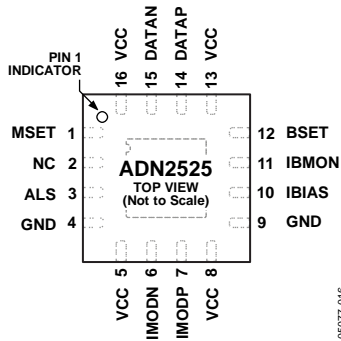 16 VCC
15 DATAN
14 DATAP
13 VCC
PIN 1
INDICATOR
MSET 1
NC 2
ALS 3
GND 4
ADN2525
TOP VIEW
(Not to Scale)
12 BSET
11 IBMON
10 IBIAS
9 GND
VCC 5
IMODN 6
IMODP 7
VCC 8
05077-016